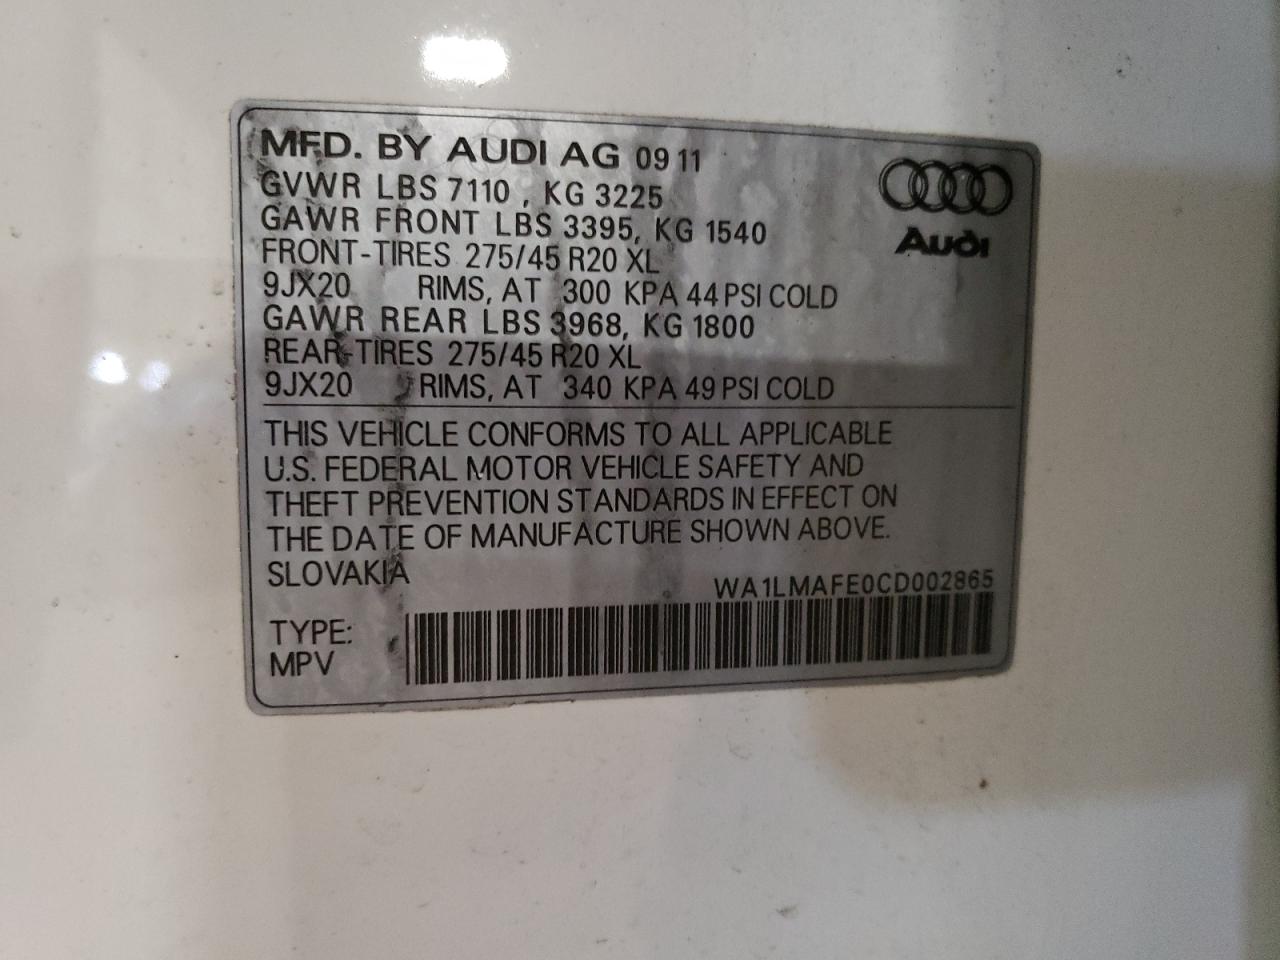 MFD. BY AUDI AG 09 11
GVWR LBS 7110 , KG 3225
GAWR FRONT LBS 3395, KG 1540
FRONT-TIRES 275/45 R20 XL
9JX20 RIMS, AT 300 KPA 44 PSI COLD
GAWR REAR LBS 3968, KG 1800
REAR-TIRES 275/45 R20 XL
9JX20 RIMS, AT 340 KPA 49 PSI COLD
Audi
THIS VEHICLE CONFORMS TO ALL APPLICABLE
U.S. FEDERAL MOTOR VEHICLE SAFETY AND
THEFT PREVENTION STANDARDS IN EFFECT ON
THE DATE OF MANUFACTURE SHOWN ABOVE.
SLOVAKIA
WA1LMAFE0CD002865
TYPE:
MPV